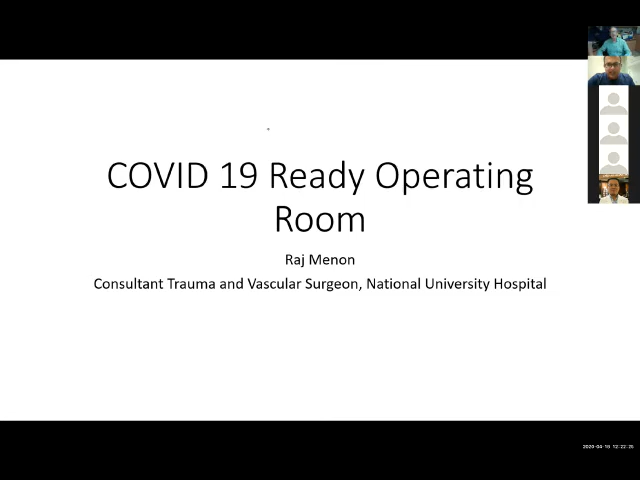 COVID 19 Ready Operating
Room
Raj Menon
Consultant Trauma and Vascular Surgeon, National University Hospital